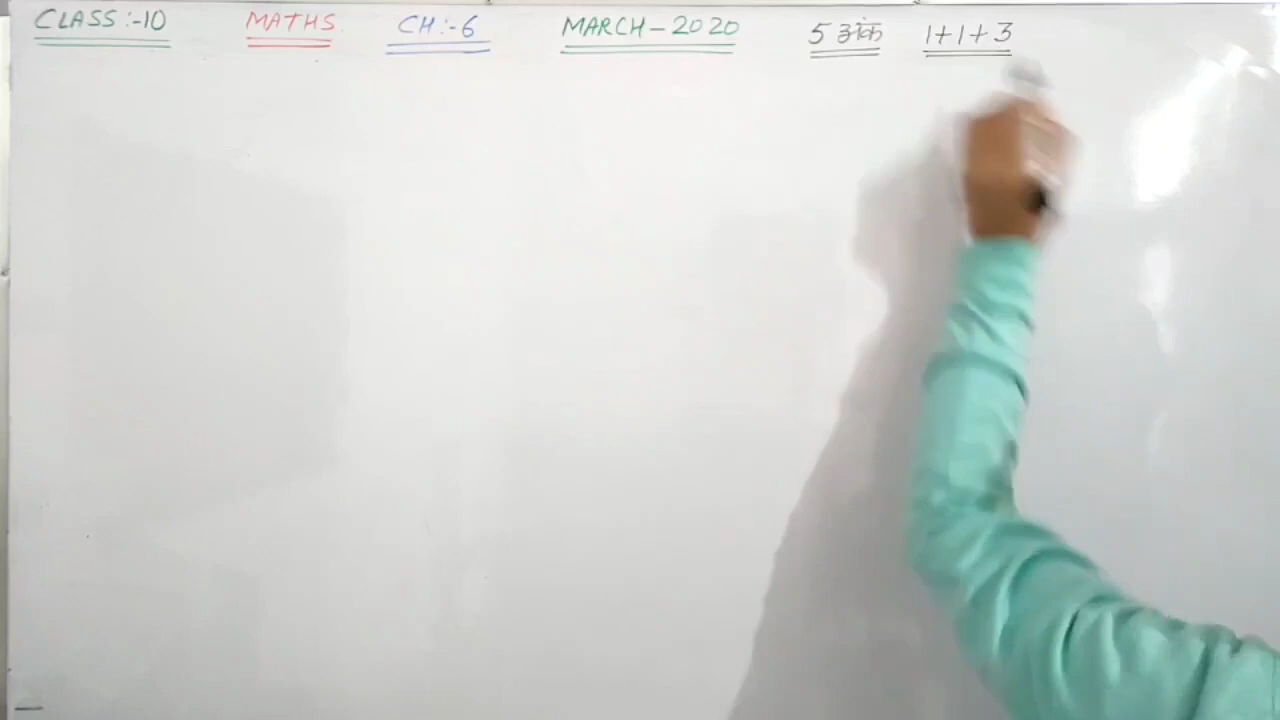 CLASS:-10 MATHS. CH:-6 MARCH-2020 5 अंक 1+1+3